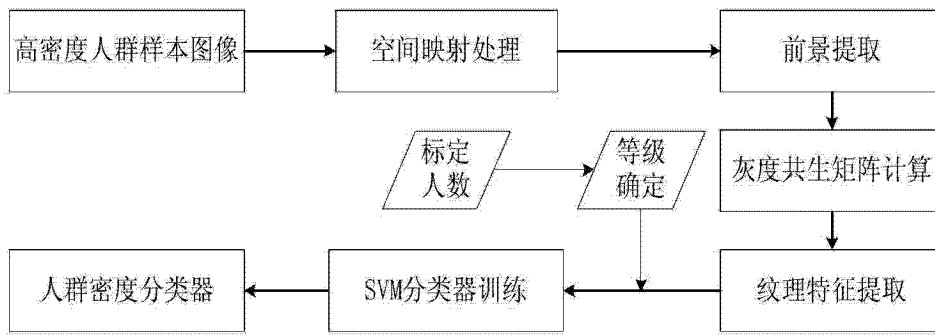 高密度人群样本图像
空间映射处理
前景提取
标定
人数
等级
确定
灰度共生矩阵计算
人群密度分类器
SVM分类器训练
纹理特征提取